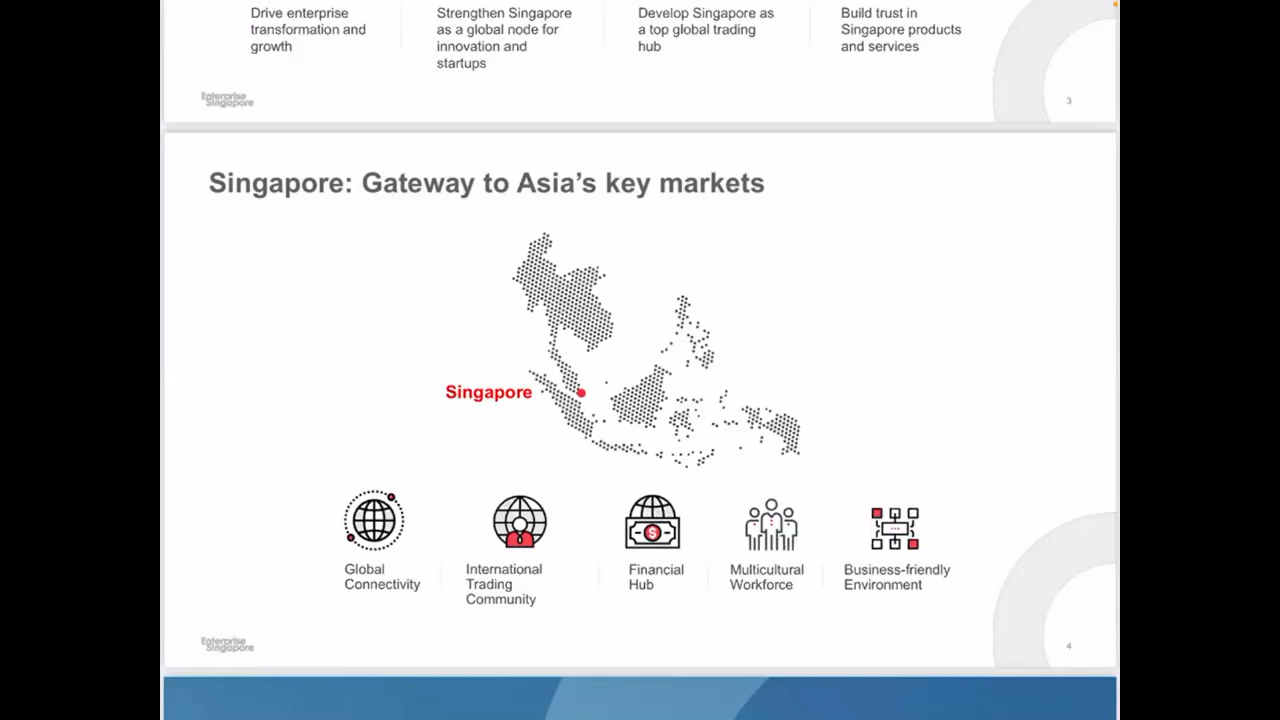 Drive enterprise
transformation and
growth
Strengthen Singapore
as a global node for
innovation and
startups
Develop Singapore as
a top global trading
hub
Build trust in
Singapore products
and services
Enterprise
Singapore
3
Singapore: Gateway to Asia’s key markets
Singapore
$
Global
Connectivity
International
Trading
Community
Financial
Hub
Multicultural
Workforce
Business-friendly
Environment
Enterprise
Singapore
4